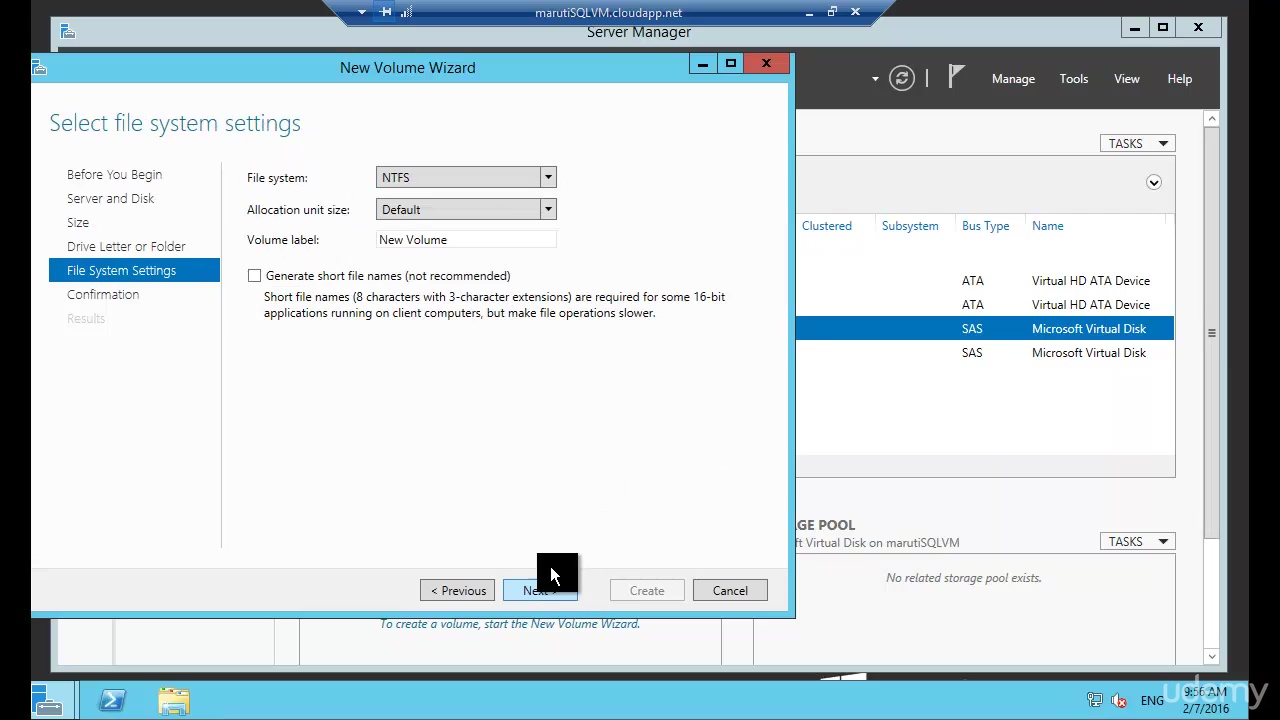 marutiSQLVM.cloudapp.net
Server Manager
New Volume Wizard
Manage Tools View Help
Select file system settings
TASKS
Before You Begin
Server and Disk
Size
Drive Letter or Folder
File System Settings
Confirmation
Results
File system: NTFS
Allocation unit size: Default
Volume label: New Volume
Generate short file names (not recommended)
Short file names (8 characters with 3-character extensions) are required for some 16-bit
applications running on client computers, but make file operations slower.
Clustered Subsystem Bus Type Name
ATA Virtual HD ATA Device
ATA Virtual HD ATA Device
SAS Microsoft Virtual Disk
SAS Microsoft Virtual Disk
POOL
Virtual Disk on marutiSQLVM
TASKS
No related storage pool exists.
< Previous Next > Create Cancel
To create a volume, start the New Volume Wizard.
ENG
9:56 AM
2/7/2016
udemy